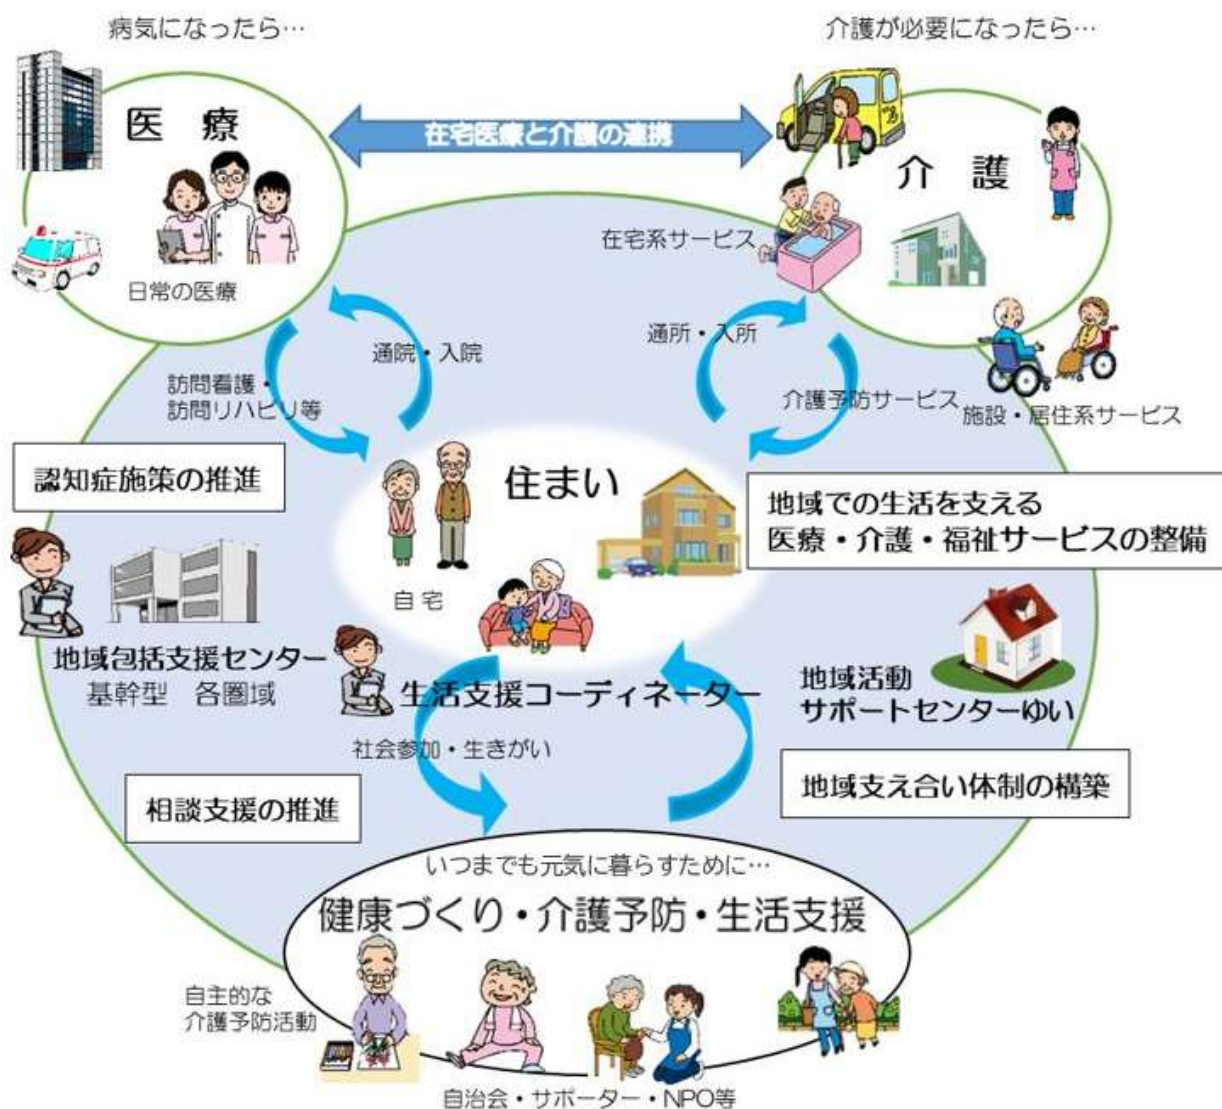 病気になったら…
介護が必要になったら…
医 療
在宅医療と介護の連携
介 護
在宅系サービス
日常の医療
通院・入院
通所・入所
訪問看護・
訪問リハビリ等
介護予防サービス
施設・居住系サービス
認知症施策の推進
住まい
地域での生活を支える
医療・介護・福祉サービスの整備
自宅
地域包括支援センター
基幹型 各圏域
生活支援コーディネーター
地域活動
サポートセンターゆい
社会参加・生きがい
相談支援の推進
地域支え合い体制の構築
いつまでも元気に暮らすために…
健康づくり・介護予防・生活支援
自主的な
介護予防活動
自治会・サポーター・NPO等